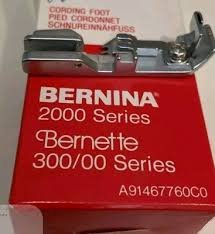 CORDING FOOT
PIED CORDONNET
SCHNUREINNÄHFUSS
BERNINA
2000 Series
Bernette
300/00 Series
A91467760C0